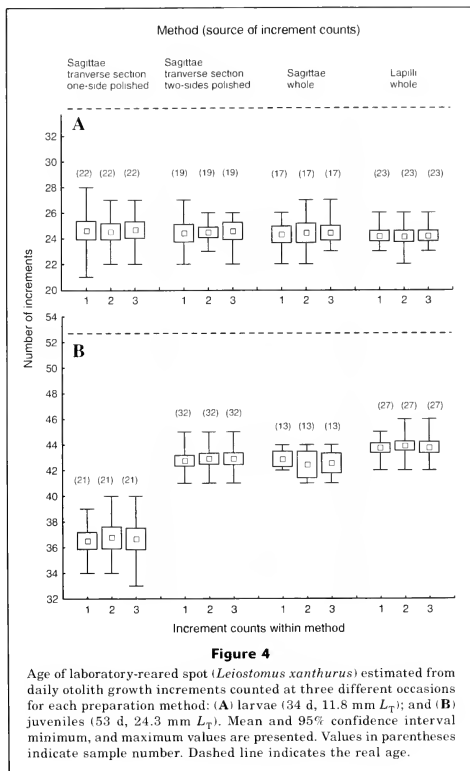 Method (source of increment counts)
Sagittae Sagittae Sagittae Lapilli
tranverse section tranverse section whole whole
one-side polished two-sides polished
A
32
30
28
26
24
22
20
(22) (22) (22) (19) (19) (19) (17) (17) (17) (23) (23) (23)
1 2 3 1 2 3 1 2 3 1 2 3
Number of increments
B
54
52
50
48
46
44
42
40
38
36
34
32
(21) (21) (21) (32) (32) (32) (13) (13) (13) (27) (27) (27)
1 2 3 1 2 3 1 2 3 1 2 3
Increment counts within method
Figure 4
Age of laboratory-reared spot (Leiostomus xanthurus) estimated from
daily otolith growth increments counted at three different occasions
for each preparation method: (A) larvae (34 d, 11.8 mm LT); and (B)
juveniles (53 d, 24.3 mm LT). Mean and 95% confidence interval
minimum, and maximum values are presented. Values in parentheses
indicate sample number. Dashed line indicates the real age.